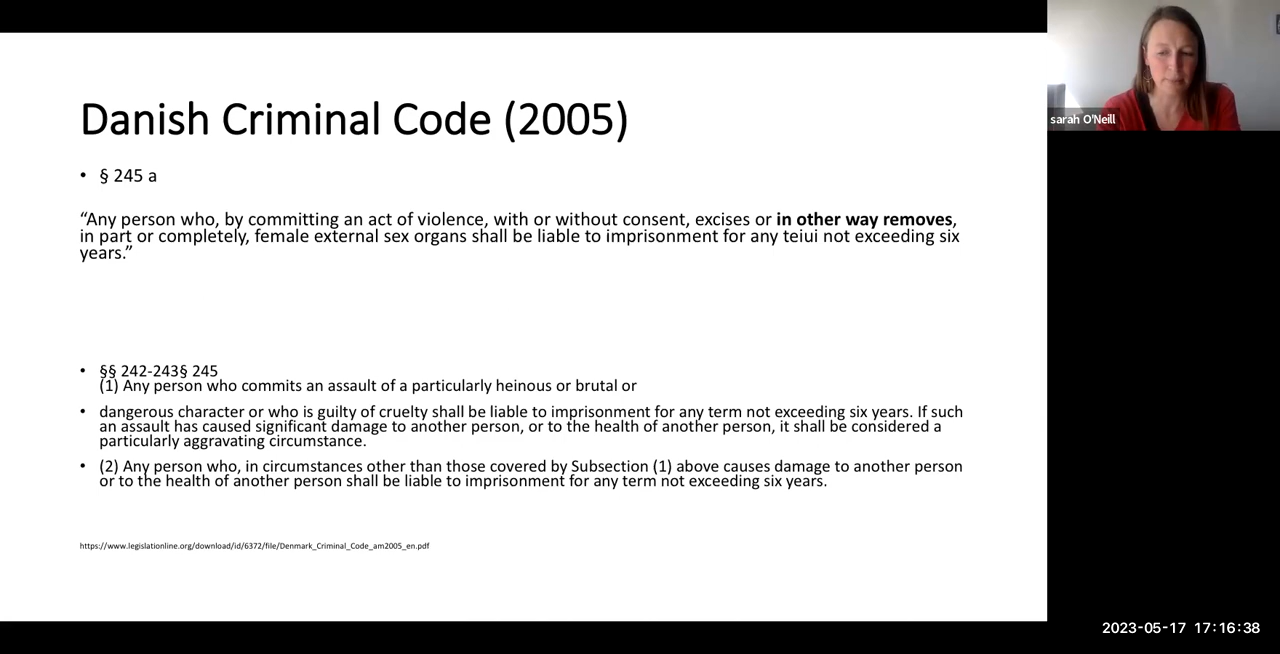 Danish Criminal Code (2005)
• § 245 a
“Any person who, by committing an act of violence, with or without consent, excises or in other way removes,
in part or completely, female external sex organs shall be liable to imprisonment for any teiui not exceeding six
years.”
• §§ 242-243§ 245
(1) Any person who commits an assault of a particularly heinous or brutal or
• dangerous character or who is guilty of cruelty shall be liable to imprisonment for any term not exceeding six years. If such
an assault has caused significant damage to another person, or to the health of another person, it shall be considered a
particularly aggravating circumstance.
• (2) Any person who, in circumstances other than those covered by Subsection (1) above causes damage to another person
or to the health of another person shall be liable to imprisonment for any term not exceeding six years.
https://www.legislationline.org/download/id/6372/file/Denmark_Criminal_Code_am2005_en.pdf
sarah O'Neill
2023-05-17 17:16:38